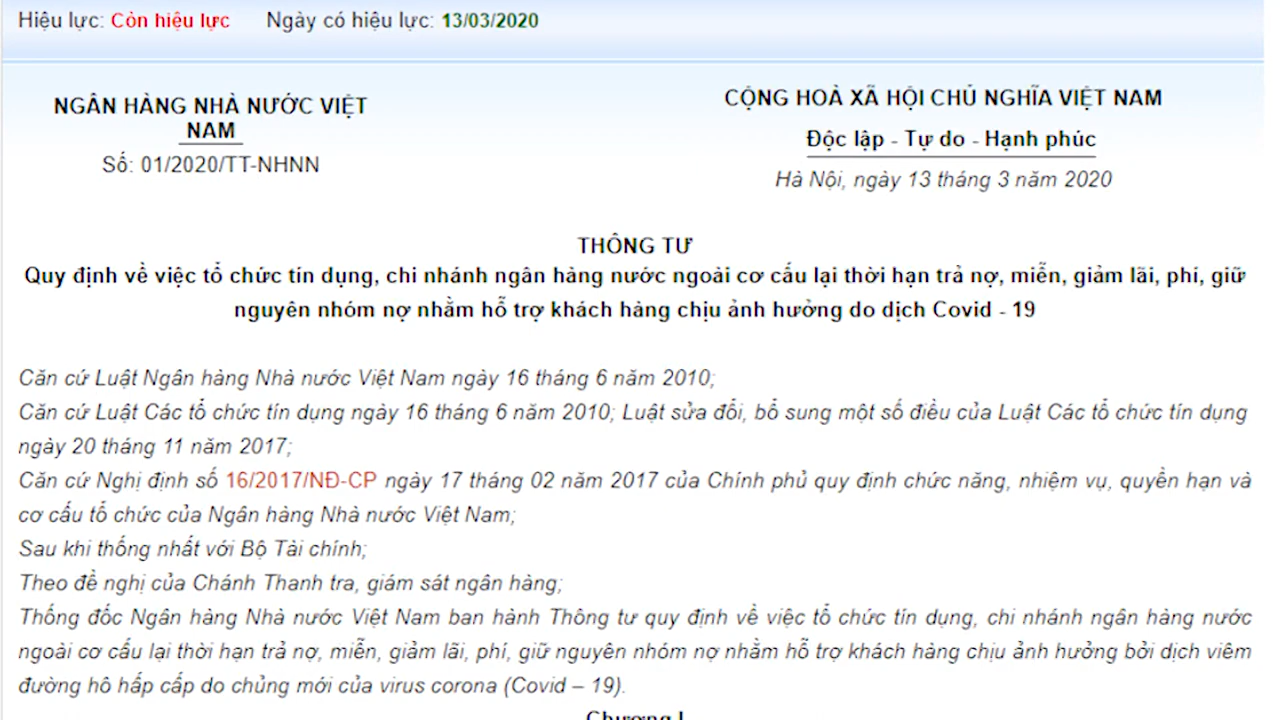 Hiệu lực: Còn hiệu lực Ngày có hiệu lực: 13/03/2020
NGÂN HÀNG NHÀ NƯỚC VIỆT
NAM
Số: 01/2020/TT-NHNN
CỘNG HOÀ XÃ HỘI CHỦ NGHĨA VIỆT NAM
Độc lập - Tự do - Hạnh phúc
Hà Nội, ngày 13 tháng 3 năm 2020
THÔNG TƯ
Quy định về việc tổ chức tín dụng, chi nhánh ngân hàng nước ngoài cơ cấu lại thời hạn trả nợ, miễn, giảm lãi, phí, giữ
nguyên nhóm nợ nhằm hỗ trợ khách hàng chịu ảnh hưởng do dịch Covid - 19
Căn cứ Luật Ngân hàng Nhà nước Việt Nam ngày 16 tháng 6 năm 2010;
Căn cứ Luật Các tổ chức tín dụng ngày 16 tháng 6 năm 2010; Luật sửa đổi, bổ sung một số điều của Luật Các tổ chức tín dụng
ngày 20 tháng 11 năm 2017;
Căn cứ Nghị định số 16/2017/NĐ-CP ngày 17 tháng 02 năm 2017 của Chính phủ quy định chức năng, nhiệm vụ, quyền hạn và
cơ cấu tổ chức của Ngân hàng Nhà nước Việt Nam;
Sau khi thống nhất với Bộ Tài chính;
Theo đề nghị của Chánh Thanh tra, giám sát ngân hàng;
Thống đốc Ngân hàng Nhà nước Việt Nam ban hành Thông tư quy định về việc tổ chức tín dụng, chi nhánh ngân hàng nước
ngoài cơ cấu lại thời hạn trả nợ, miễn, giảm lãi, phí, giữ nguyên nhóm nợ nhằm hỗ trợ khách hàng chịu ảnh hưởng bởi dịch viêm
đường hô hấp cấp do chủng mới của virus corona (Covid – 19).
Chương I